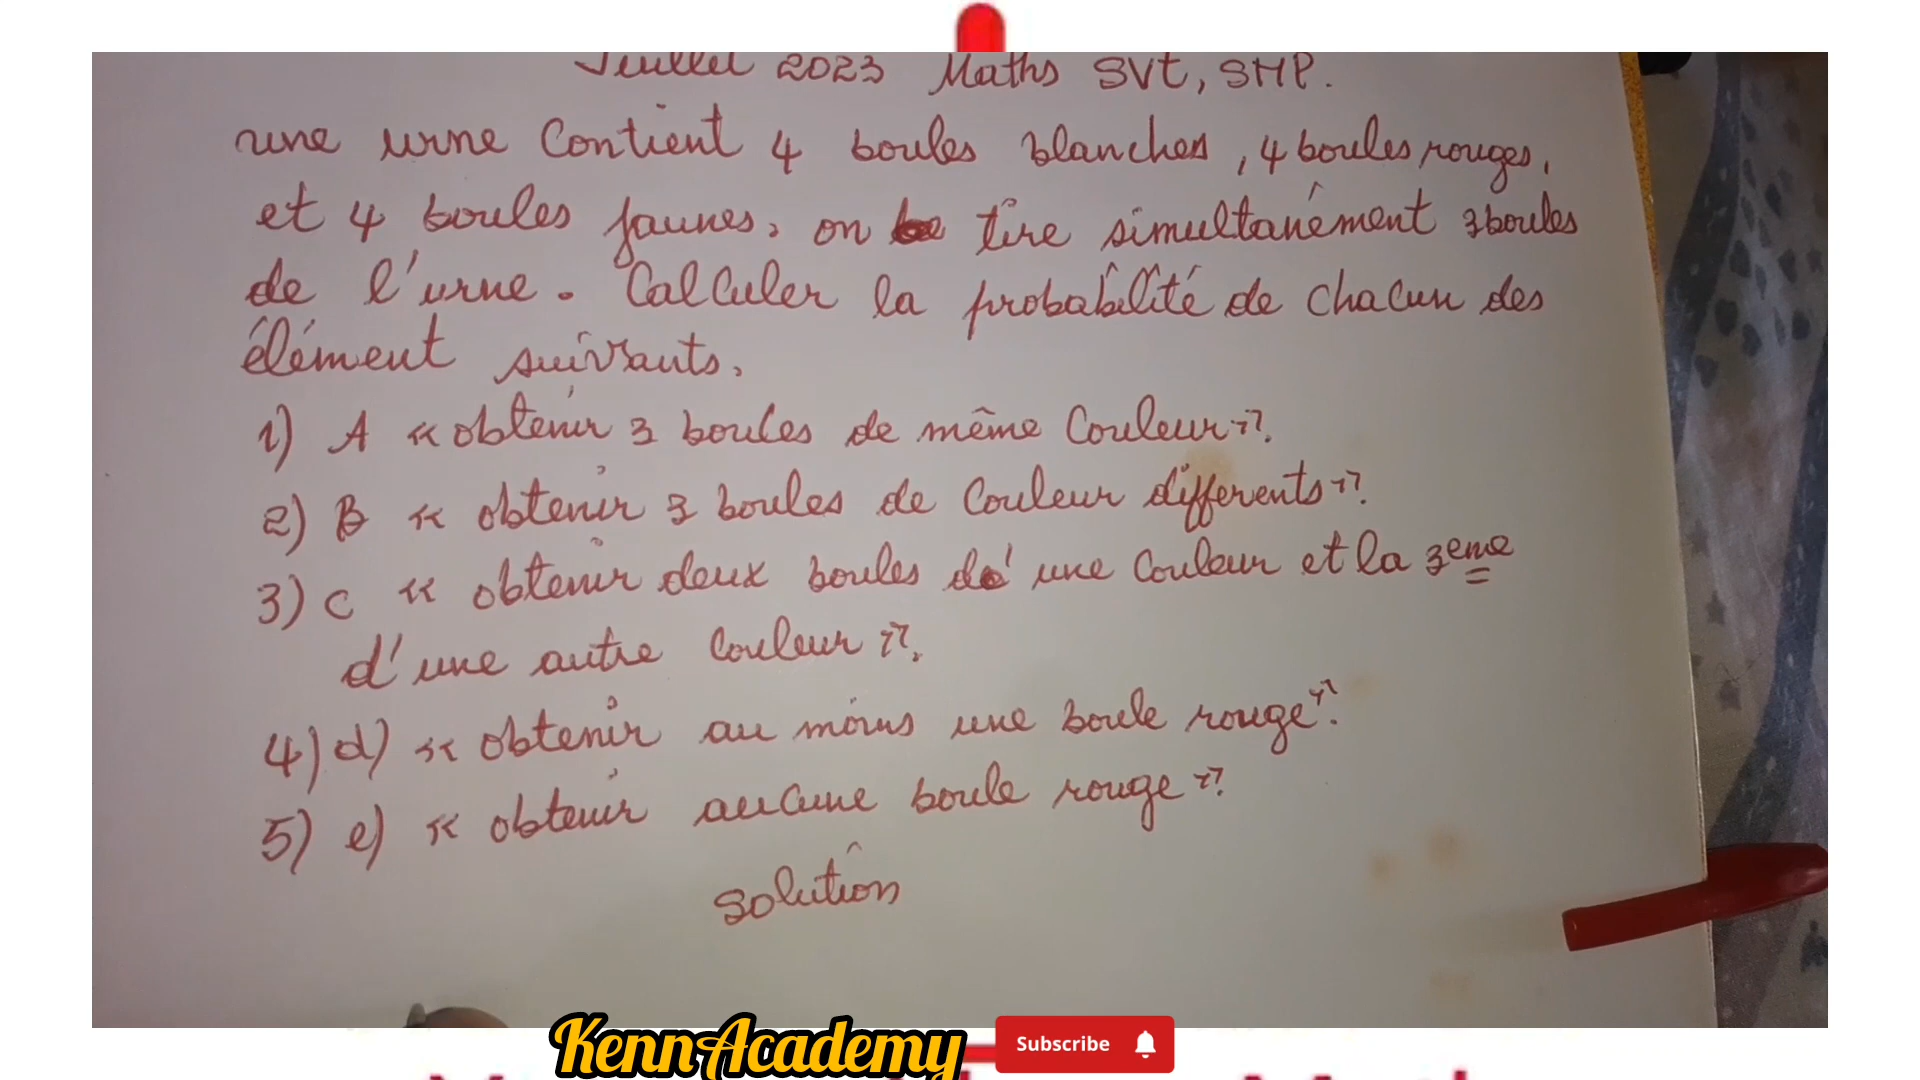 Juillet 2023 Maths SVt, SMP.
une urne Contient 4 boules blanches, 4 boules rouges,
et 4 boules jaunes, on tire simultanément 3 boules
de l'urne. Calculer la probabilité de chacun des
élément suivants.
1) A « obtenir 3 boules de même Couleur ».
2) B « obtenir 3 boules de Couleur differents ».
3) C « obtenir deux boules d' une Couleur et la 3eme
d'une autre couleur ».
4) d) « obtenir au moins une boule rouge ».
5) e) « obtenir aucune boule rouge ».
solution
KennAcademy
Subscribe